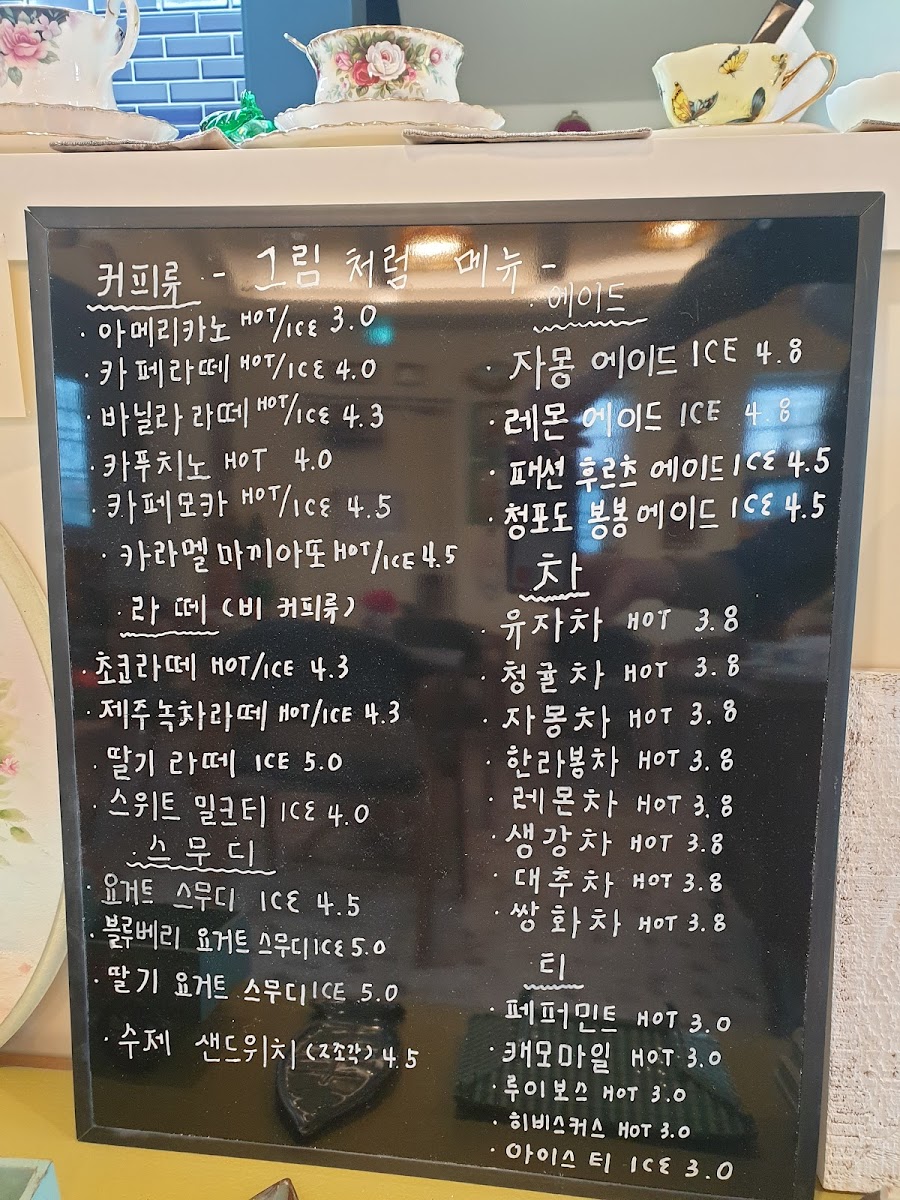 - 그림 처럼 메뉴 -
커피류
· 아메리카노 HOT/ICE 3.0
· 카페라떼 HOT/ICE 4.0
· 바닐라 라떼 HOT/ICE 4.3
· 카푸치노 HOT 4.0
· 카페모카 HOT/ICE 4.5
· 카라멜 마끼아또 HOT/ICE 4.5
· 라떼 (비 커피류)
· 초코라떼 HOT/ICE 4.3
· 제주녹차라떼 HOT/ICE 4.3
· 딸기 라떼 ICE 5.0
· 스위트 밀크티 ICE 4.0
· 스무디
· 요거트 스무디 ICE 4.5
· 블루베리 요거트 스무디 ICE 5.0
· 딸기 요거트 스무디 ICE 5.0
· 수제 샌드위치 (2조각) 4.5
· 에이드
· 자몽 에이드 ICE 4.8
· 레몬 에이드 ICE 4.8
· 패션 후르츠 에이드 ICE 4.5
· 청포도 봉봉 에이드 ICE 4.5
차
· 유자차 HOT 3.8
· 청귤차 HOT 3.8
· 자몽차 HOT 3.8
· 한라봉차 HOT 3.8
· 레몬차 HOT 3.8
· 생강차 HOT 3.8
· 대추차 HOT 3.8
· 쌍화차 HOT 3.8
· 티
· 페퍼민트 HOT 3.0
· 캐모마일 HOT 3.0
· 루이보스 HOT 3.0
· 히비스커스 HOT 3.0
· 아이스 티 ICE 3.0